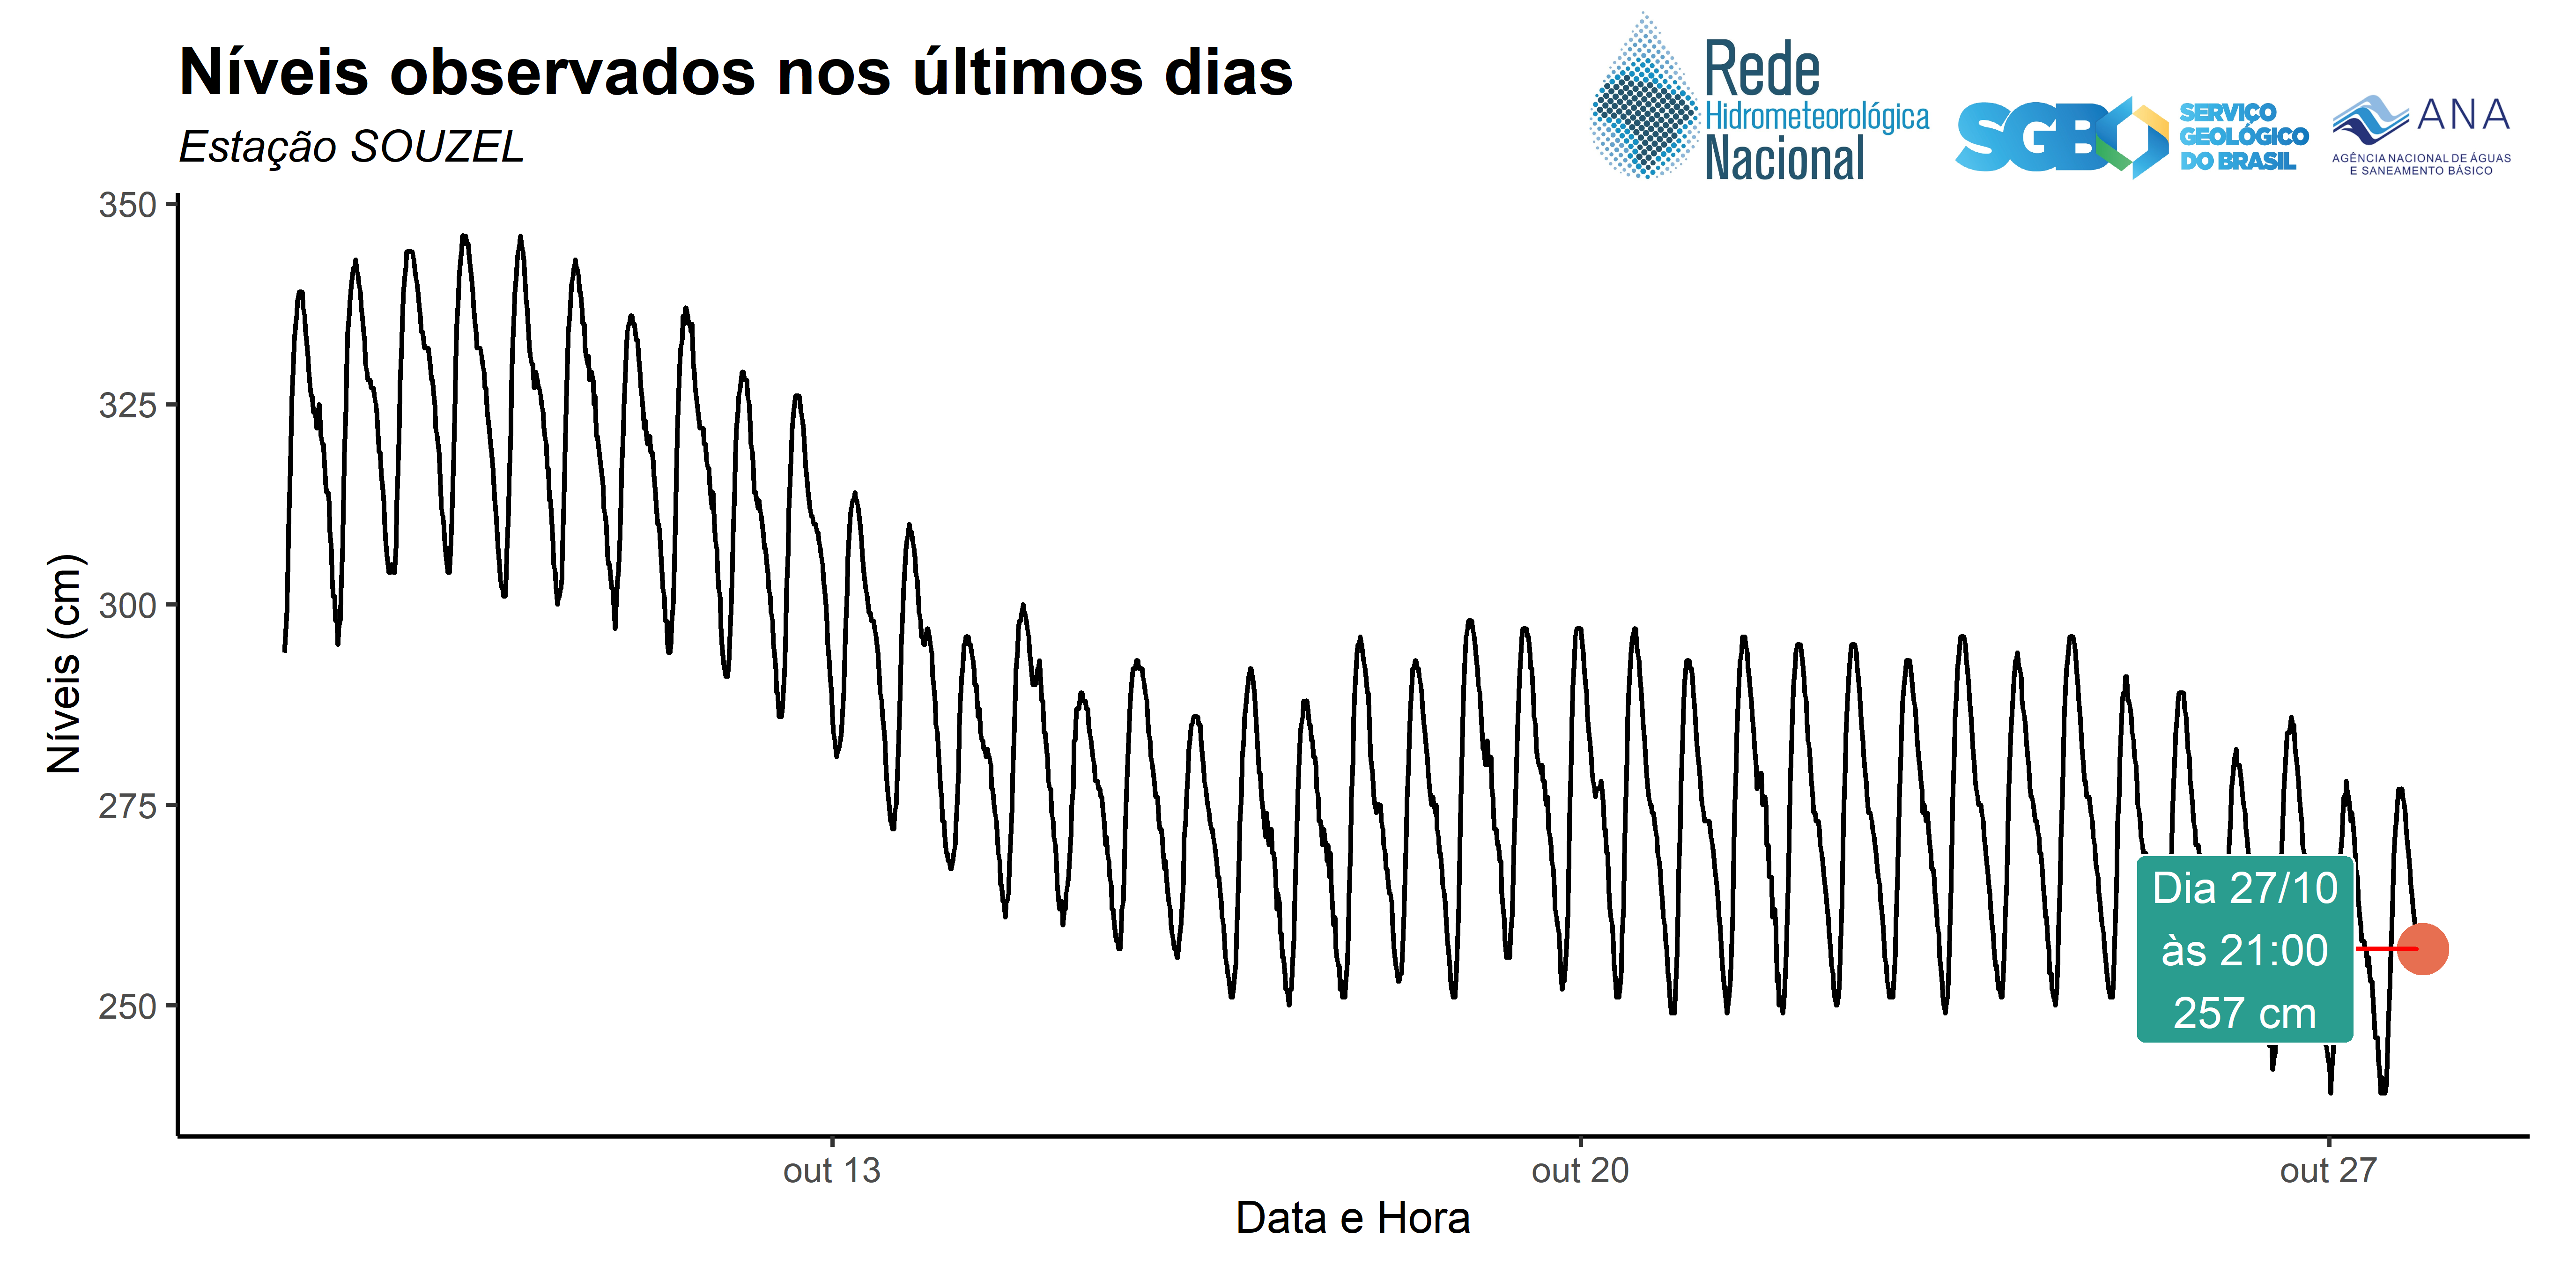 Níveis observados nos últimos dias
Estação SOUZEL
Rede
Hidrometeorológica
Nacional
SGB
SERVIÇO
GEOLÓGICO
DO BRASIL
ANA
AGÊNCIA NACIONAL DE ÁGUAS
E SANEAMENTO BÁSICO
Níveis (cm)
350
325
300
275
250
Dia 27/10
às 21:00
257 cm
out 13
out 20
out 27
Data e Hora